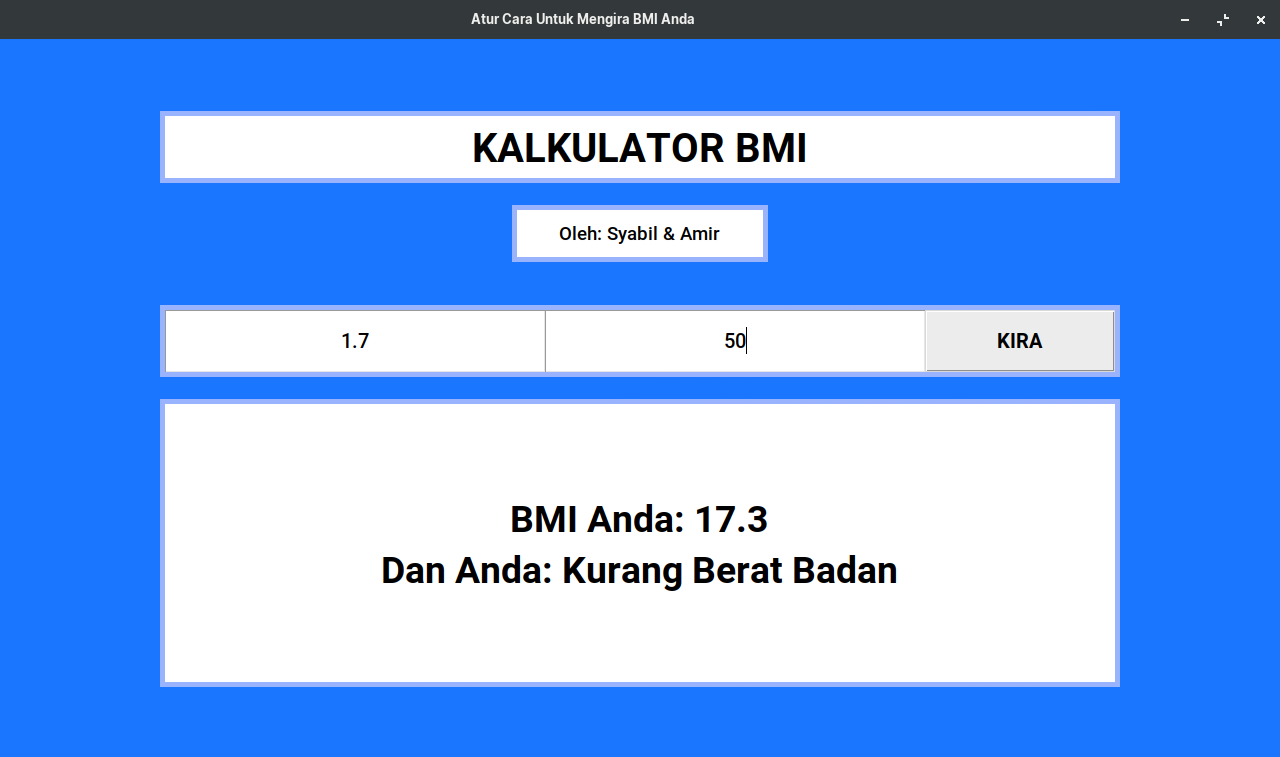 Atur Cara Untuk Mengira BMI Anda
KALKULATOR BMI
Oleh: Syabil & Amir
1.7
50
KIRA
BMI Anda: 17.3
Dan Anda: Kurang Berat Badan